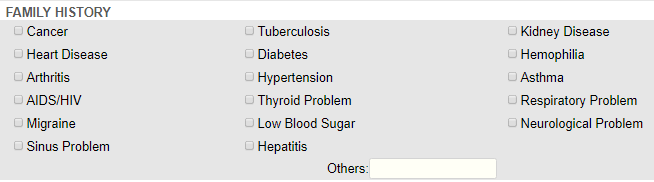 FAMILY HISTORY
Cancer Tuberculosis Kidney Disease
Heart Disease Diabetes Hemophilia
Arthritis Hypertension Asthma
AIDS/HIV Thyroid Problem Respiratory Problem
Migraine Low Blood Sugar Neurological Problem
Sinus Problem Hepatitis
Others: